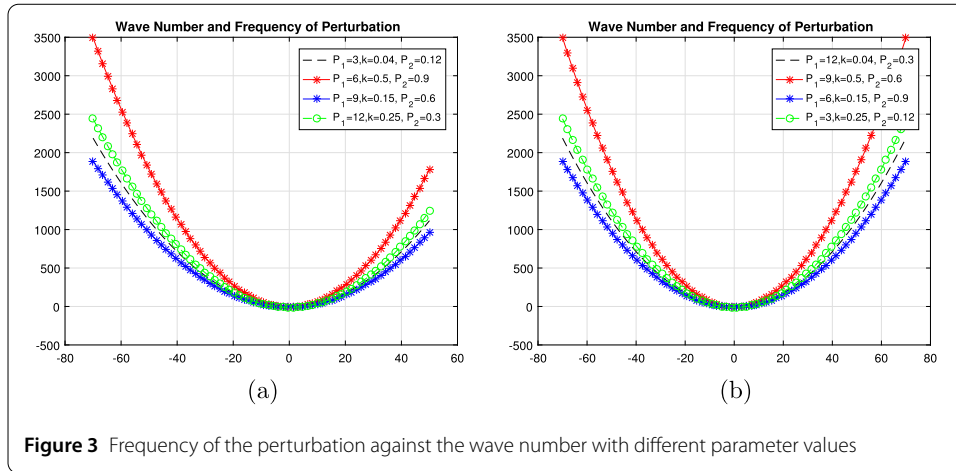 Wave Number and Frequency of Perturbation
3500
3000
2500
2000
1500
1000
500
0
-500
-80 -60 -40 -20 0 20 40 60
P1=3,k=0.04, P2=0.12
P1=6,k=0.5, P2=0.9
P1=9,k=0.15, P2=0.6
P1=12,k=0.25, P2=0.3
(a)
Wave Number and Frequency of Perturbation
3500
3000
2500
2000
1500
1000
500
0
-500
-80 -60 -40 -20 0 20 40 60 80
P1=12,k=0.04, P2=0.3
P1=9,k=0.5, P2=0.6
P1=6,k=0.15, P2=0.9
P1=3,k=0.25, P2=0.12
(b)
Figure 3 Frequency of the perturbation against the wave number with different parameter values